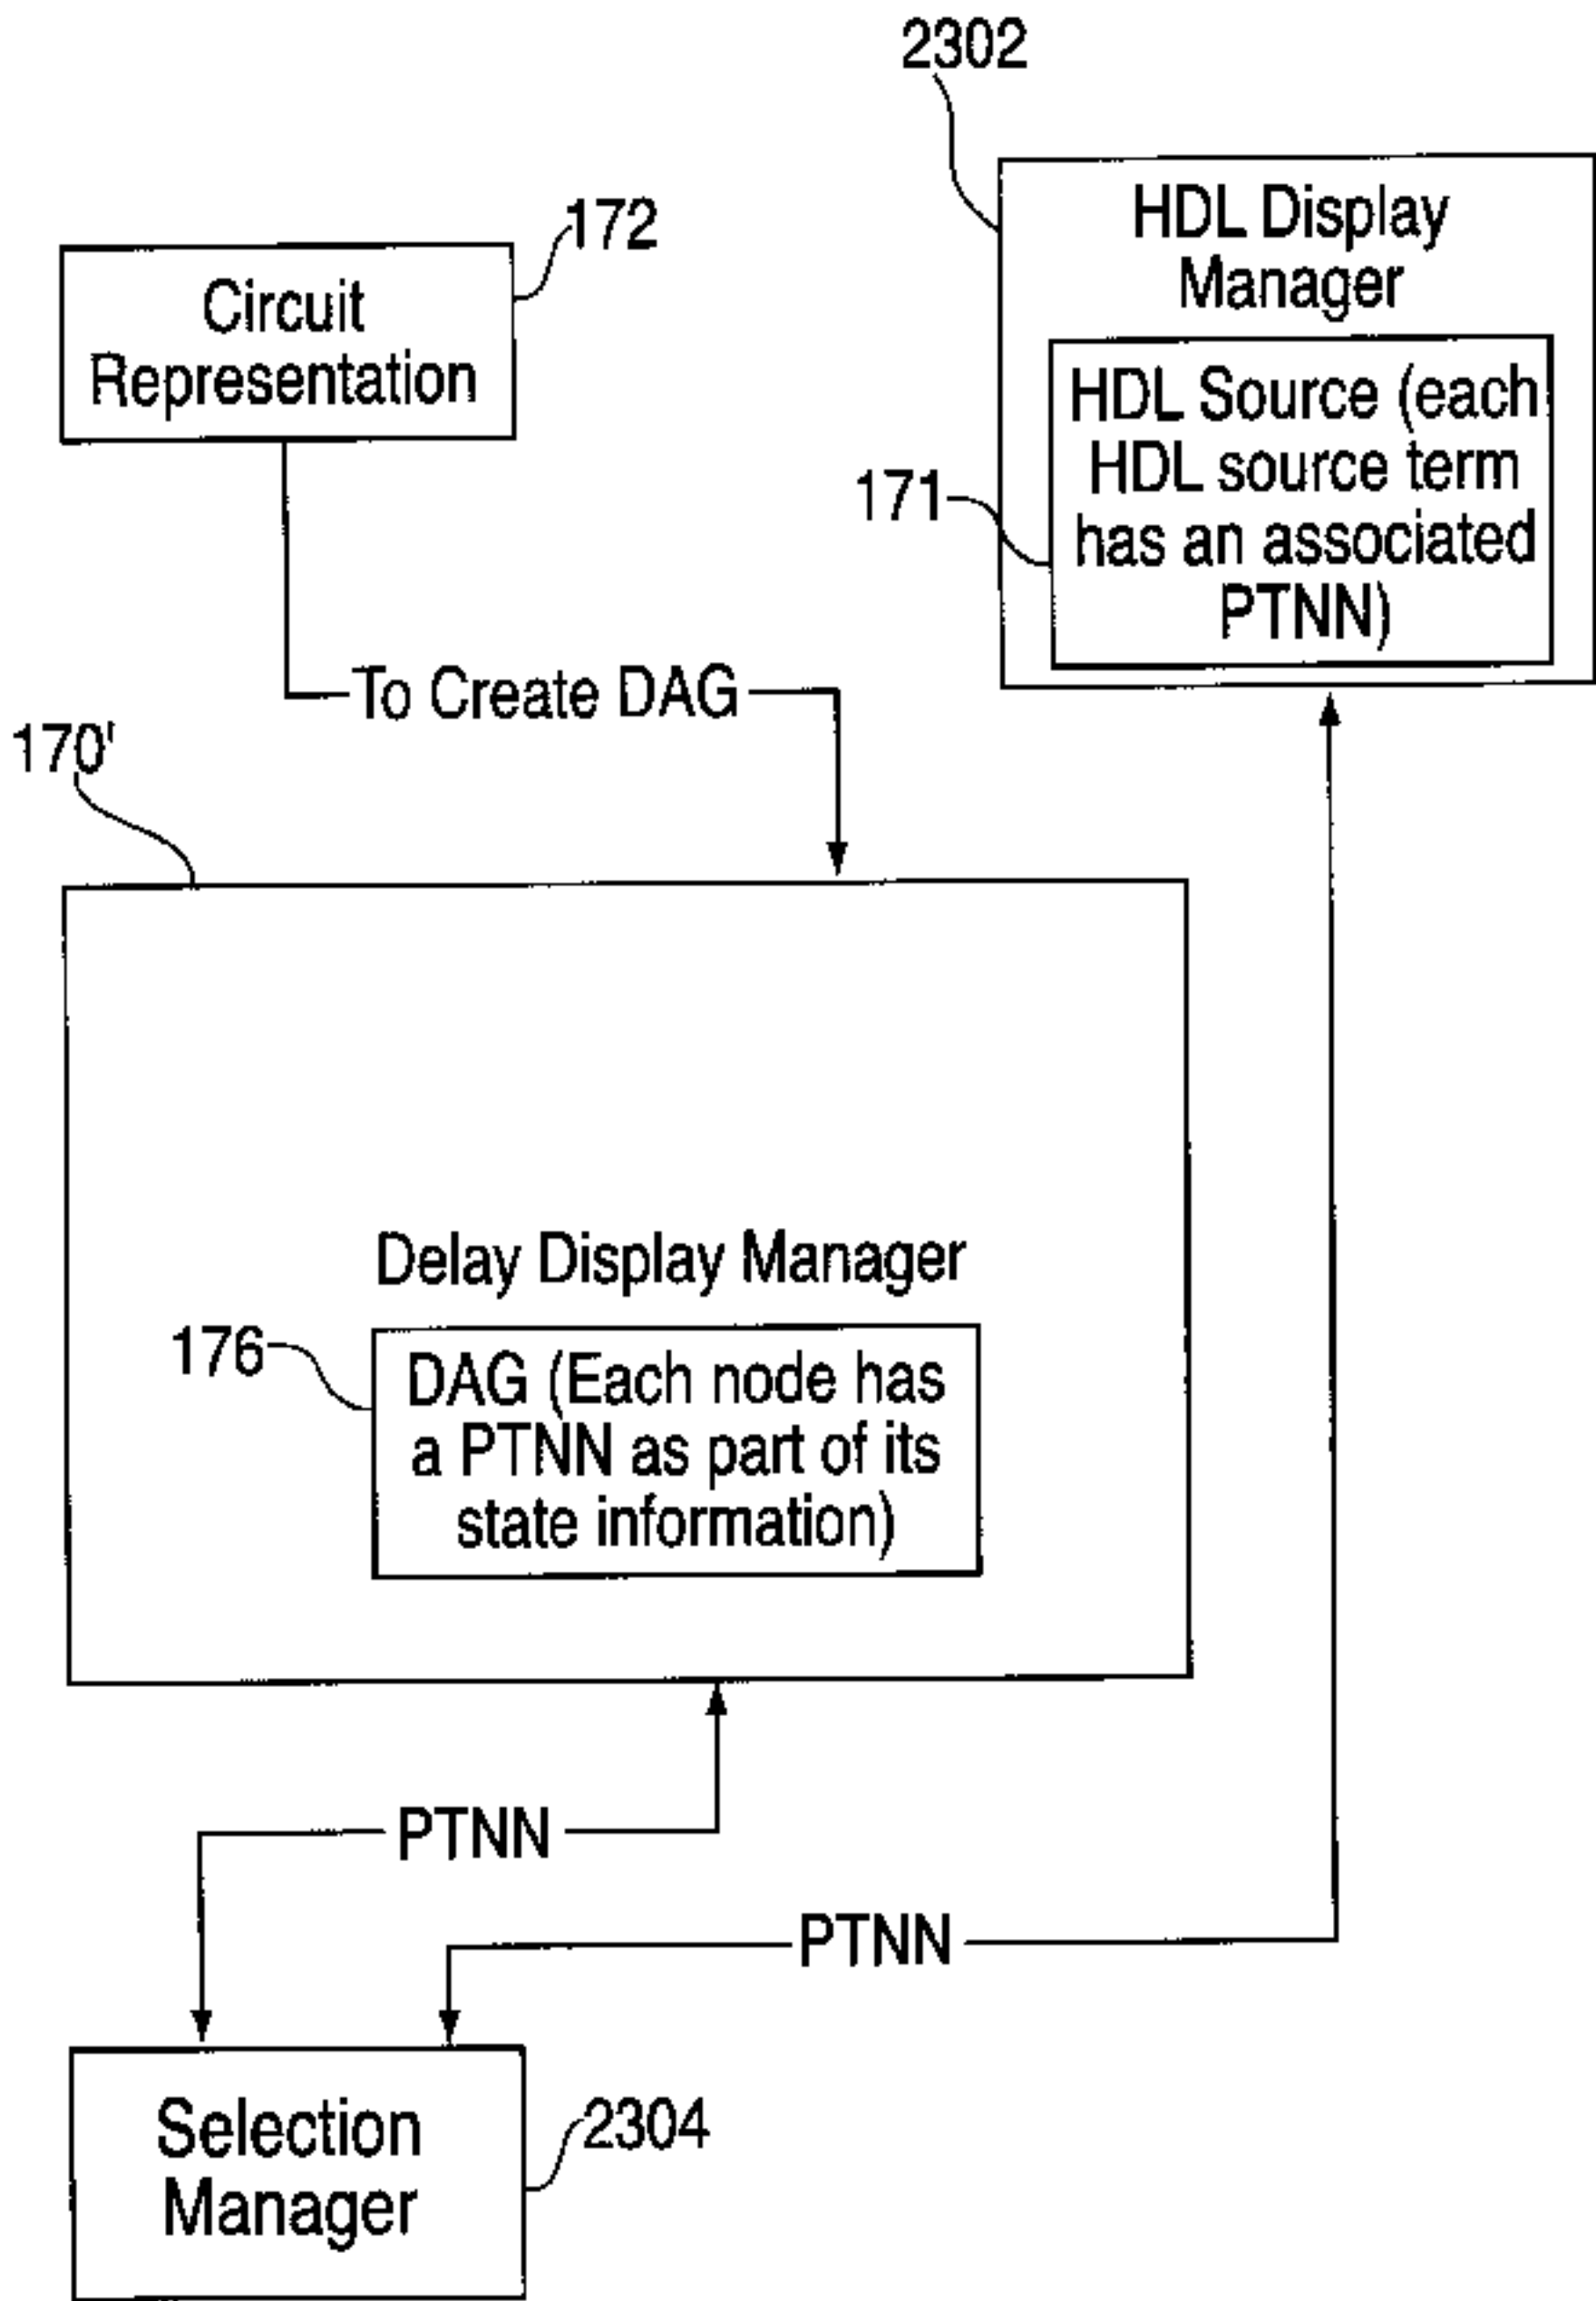 2302
172
HDL Display
Manager
Circuit
Representation
HDL Source (each
HDL source term
has an associated
PTNN)
171
To Create DAG
170'
Delay Display Manager
176
DAG (Each node has
a PTNN as part of its
state information)
PTNN
PTNN
Selection
Manager
2304